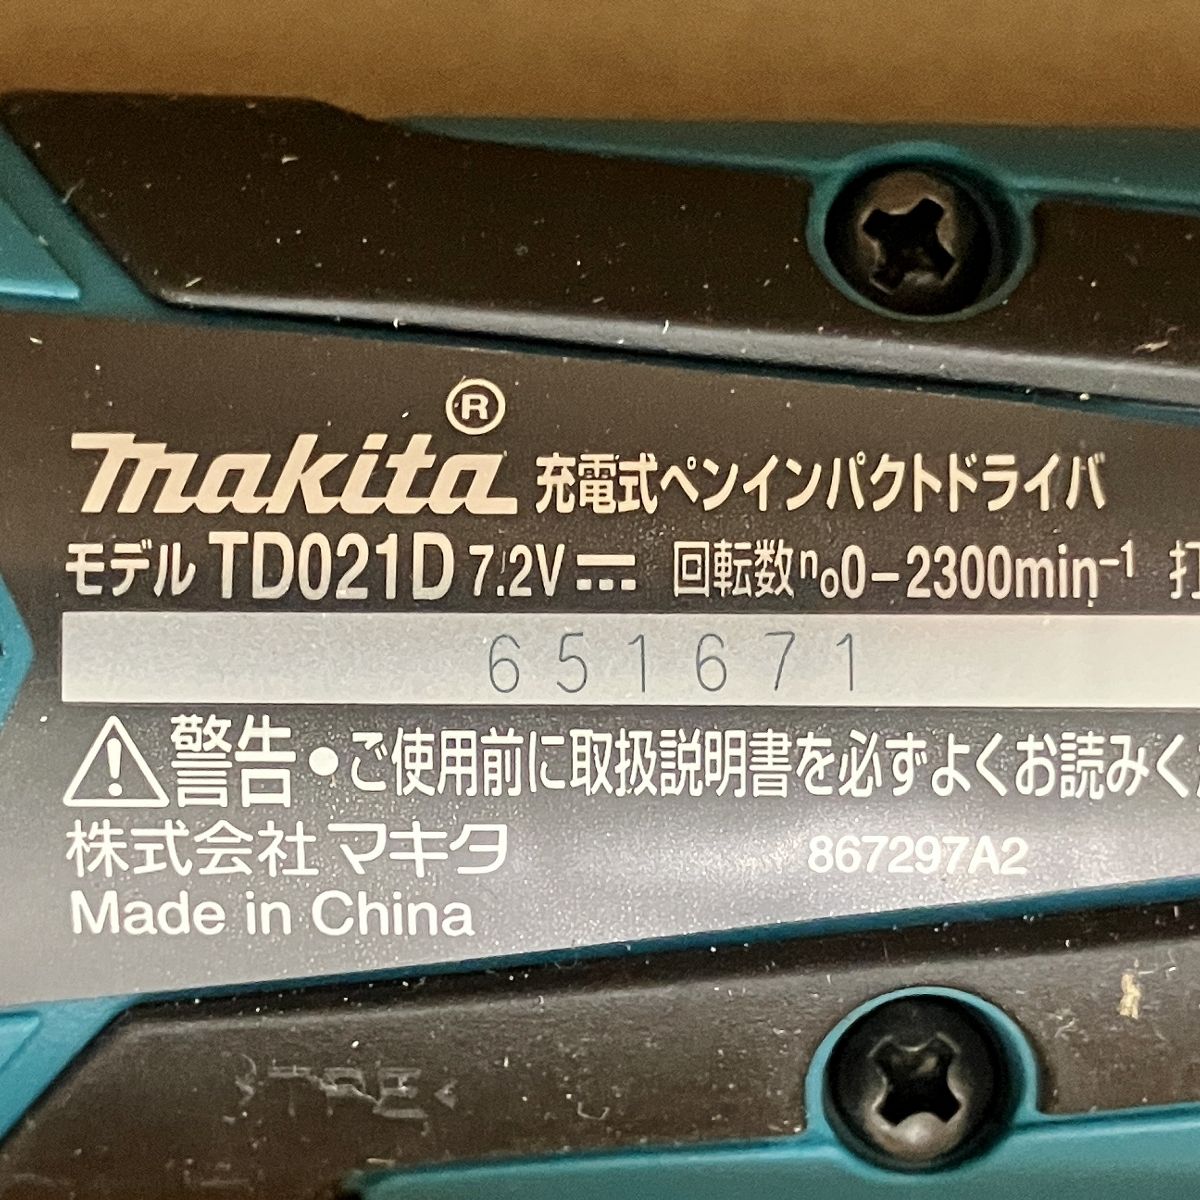 makita® 充電式ペンインパクトドライバ
モデル TD021D 7.2V⎓ 回転数 n₀0-2300min⁻¹ 打
651671
⚠警告 ●ご使用前に取扱説明書を必ずよくお読みく
株式会社マキタ 867297A2
Made in China